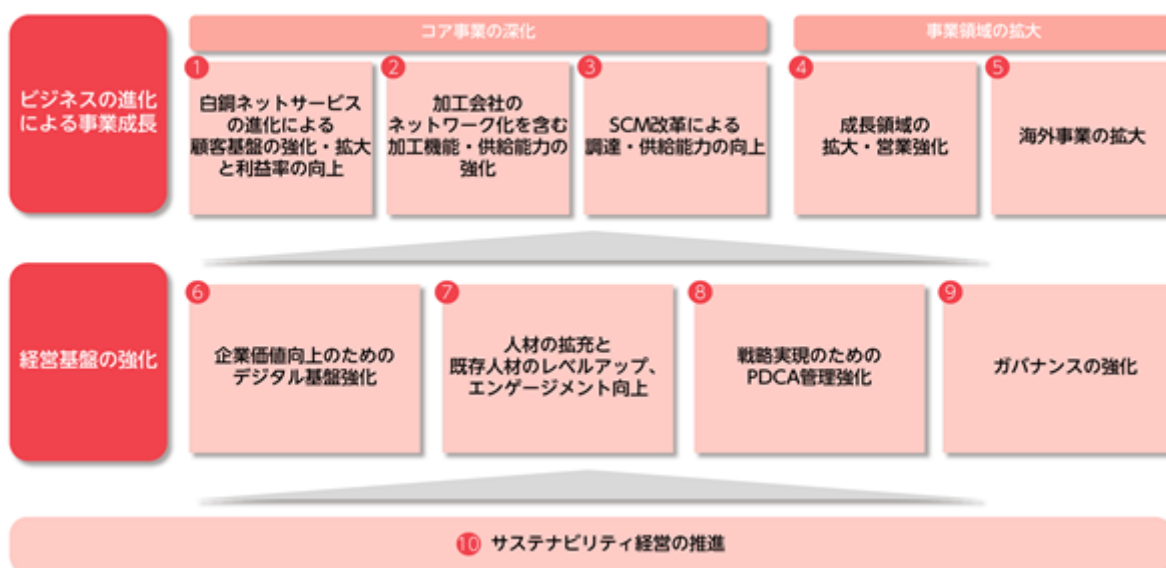 ビジネスの進化
による事業成長
コア事業の深化
事業領域の拡大
1
白銅ネットサービス
の進化による
顧客基盤の強化・拡大
と利益率の向上
2
加工会社の
ネットワーク化を含む
加工機能・供給能力の
強化
3
SCM改革による
調達・供給能力の向上
4
成長領域の
拡大・営業強化
5
海外事業の拡大
経営基盤の強化
6
企業価値向上のための
デジタル基盤強化
7
人材の拡充と
既存人材のレベルアップ、
エンゲージメント向上
8
戦略実現のための
PDCA管理強化
9
ガバナンスの強化
10 サステナビリティ経営の推進